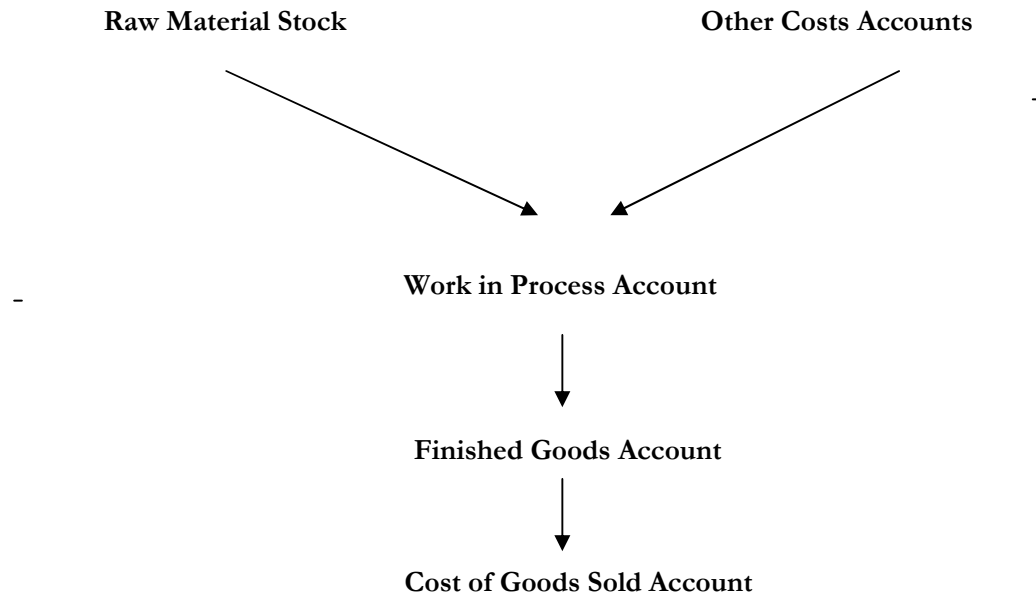 Raw Material Stock
Other Costs Accounts
Work in Process Account
Finished Goods Account
Cost of Goods Sold Account